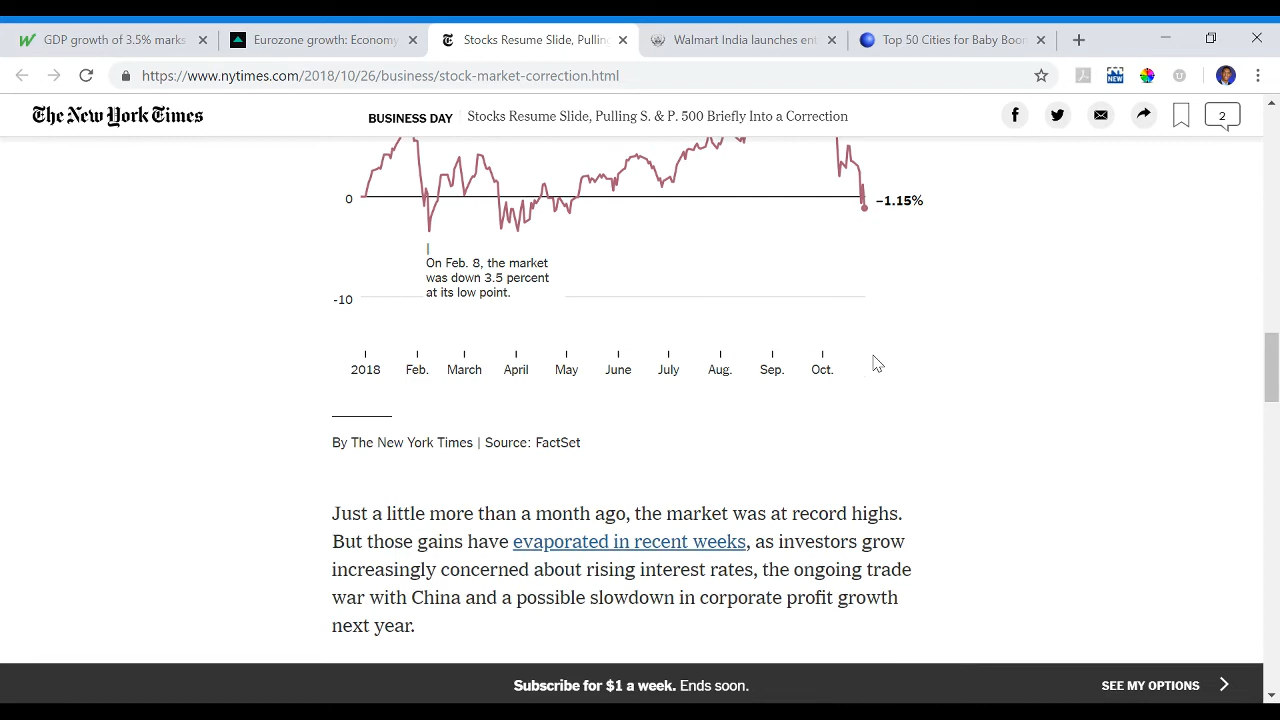 GDP growth of 3.5% marks
Eurozone growth: Economy
Stocks Resume Slide, Pulling
Walmart India launches ent
Top 50 Cities for Baby Boon
https://www.nytimes.com/2018/10/26/business/stock-market-correction.html
NEW
U
The New York Times
BUSINESS DAY
Stocks Resume Slide, Pulling S. & P. 500 Briefly Into a Correction
2
0
−1.15%
On Feb. 8, the market
was down 3.5 percent
at its low point.
-10
2018 Feb. March April May June July Aug. Sep. Oct.
By The New York Times | Source: FactSet
Just a little more than a month ago, the market was at record highs.
But those gains have evaporated in recent weeks, as investors grow
increasingly concerned about rising interest rates, the ongoing trade
war with China and a possible slowdown in corporate profit growth
next year.
Subscribe for $1 a week. Ends soon.
SEE MY OPTIONS